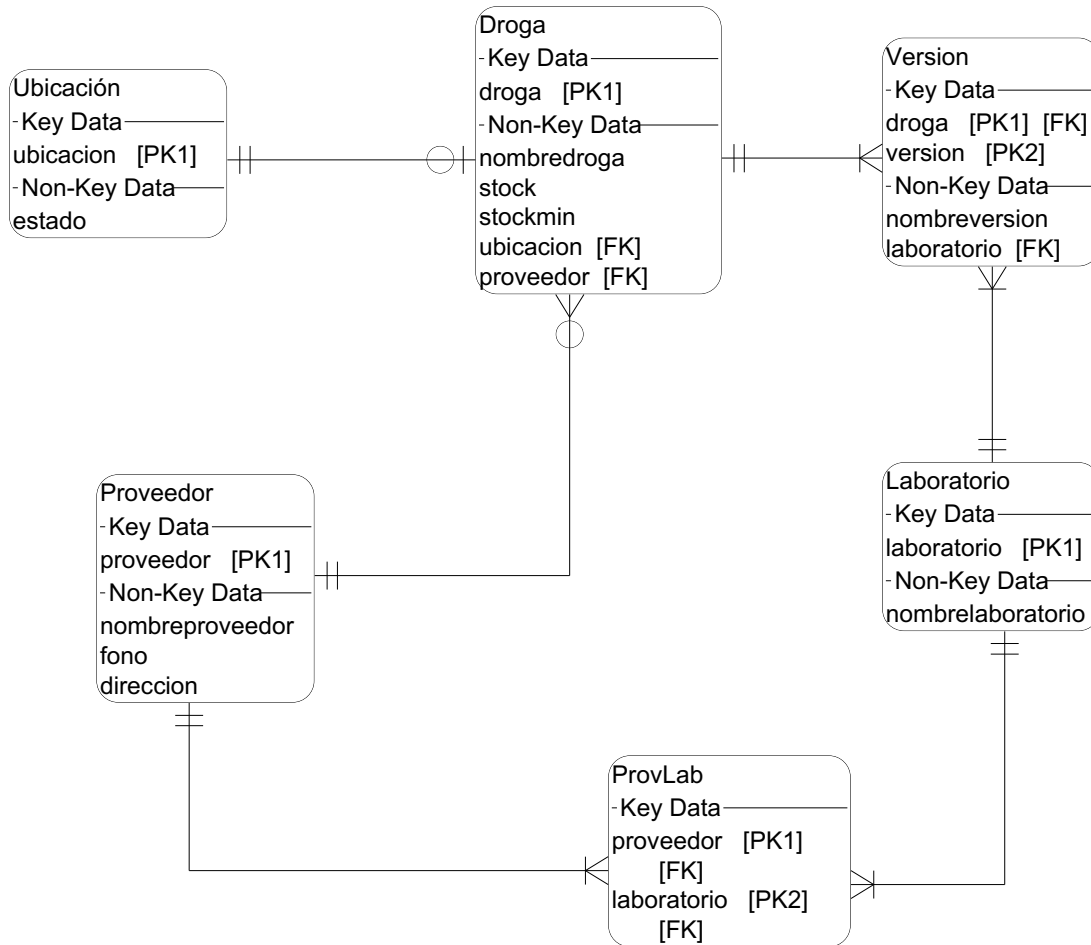 Droga
Key Data
droga [PK1]
Non-Key Data
nombredroga
stock
stockmin
ubicacion [FK]
proveedor [FK]
Version
Key Data
droga [PK1] [FK]
version [PK2]
Non-Key Data
nombreversion
laboratorio [FK]
Ubicación
Key Data
ubicacion [PK1]
Non-Key Data
estado
Proveedor
Key Data
proveedor [PK1]
Non-Key Data
nombreproveedor
fono
direccion
Laboratorio
Key Data
laboratorio [PK1]
Non-Key Data
nombrelaboratorio
ProvLab
Key Data
proveedor [PK1]
[FK]
laboratorio [PK2]
[FK]